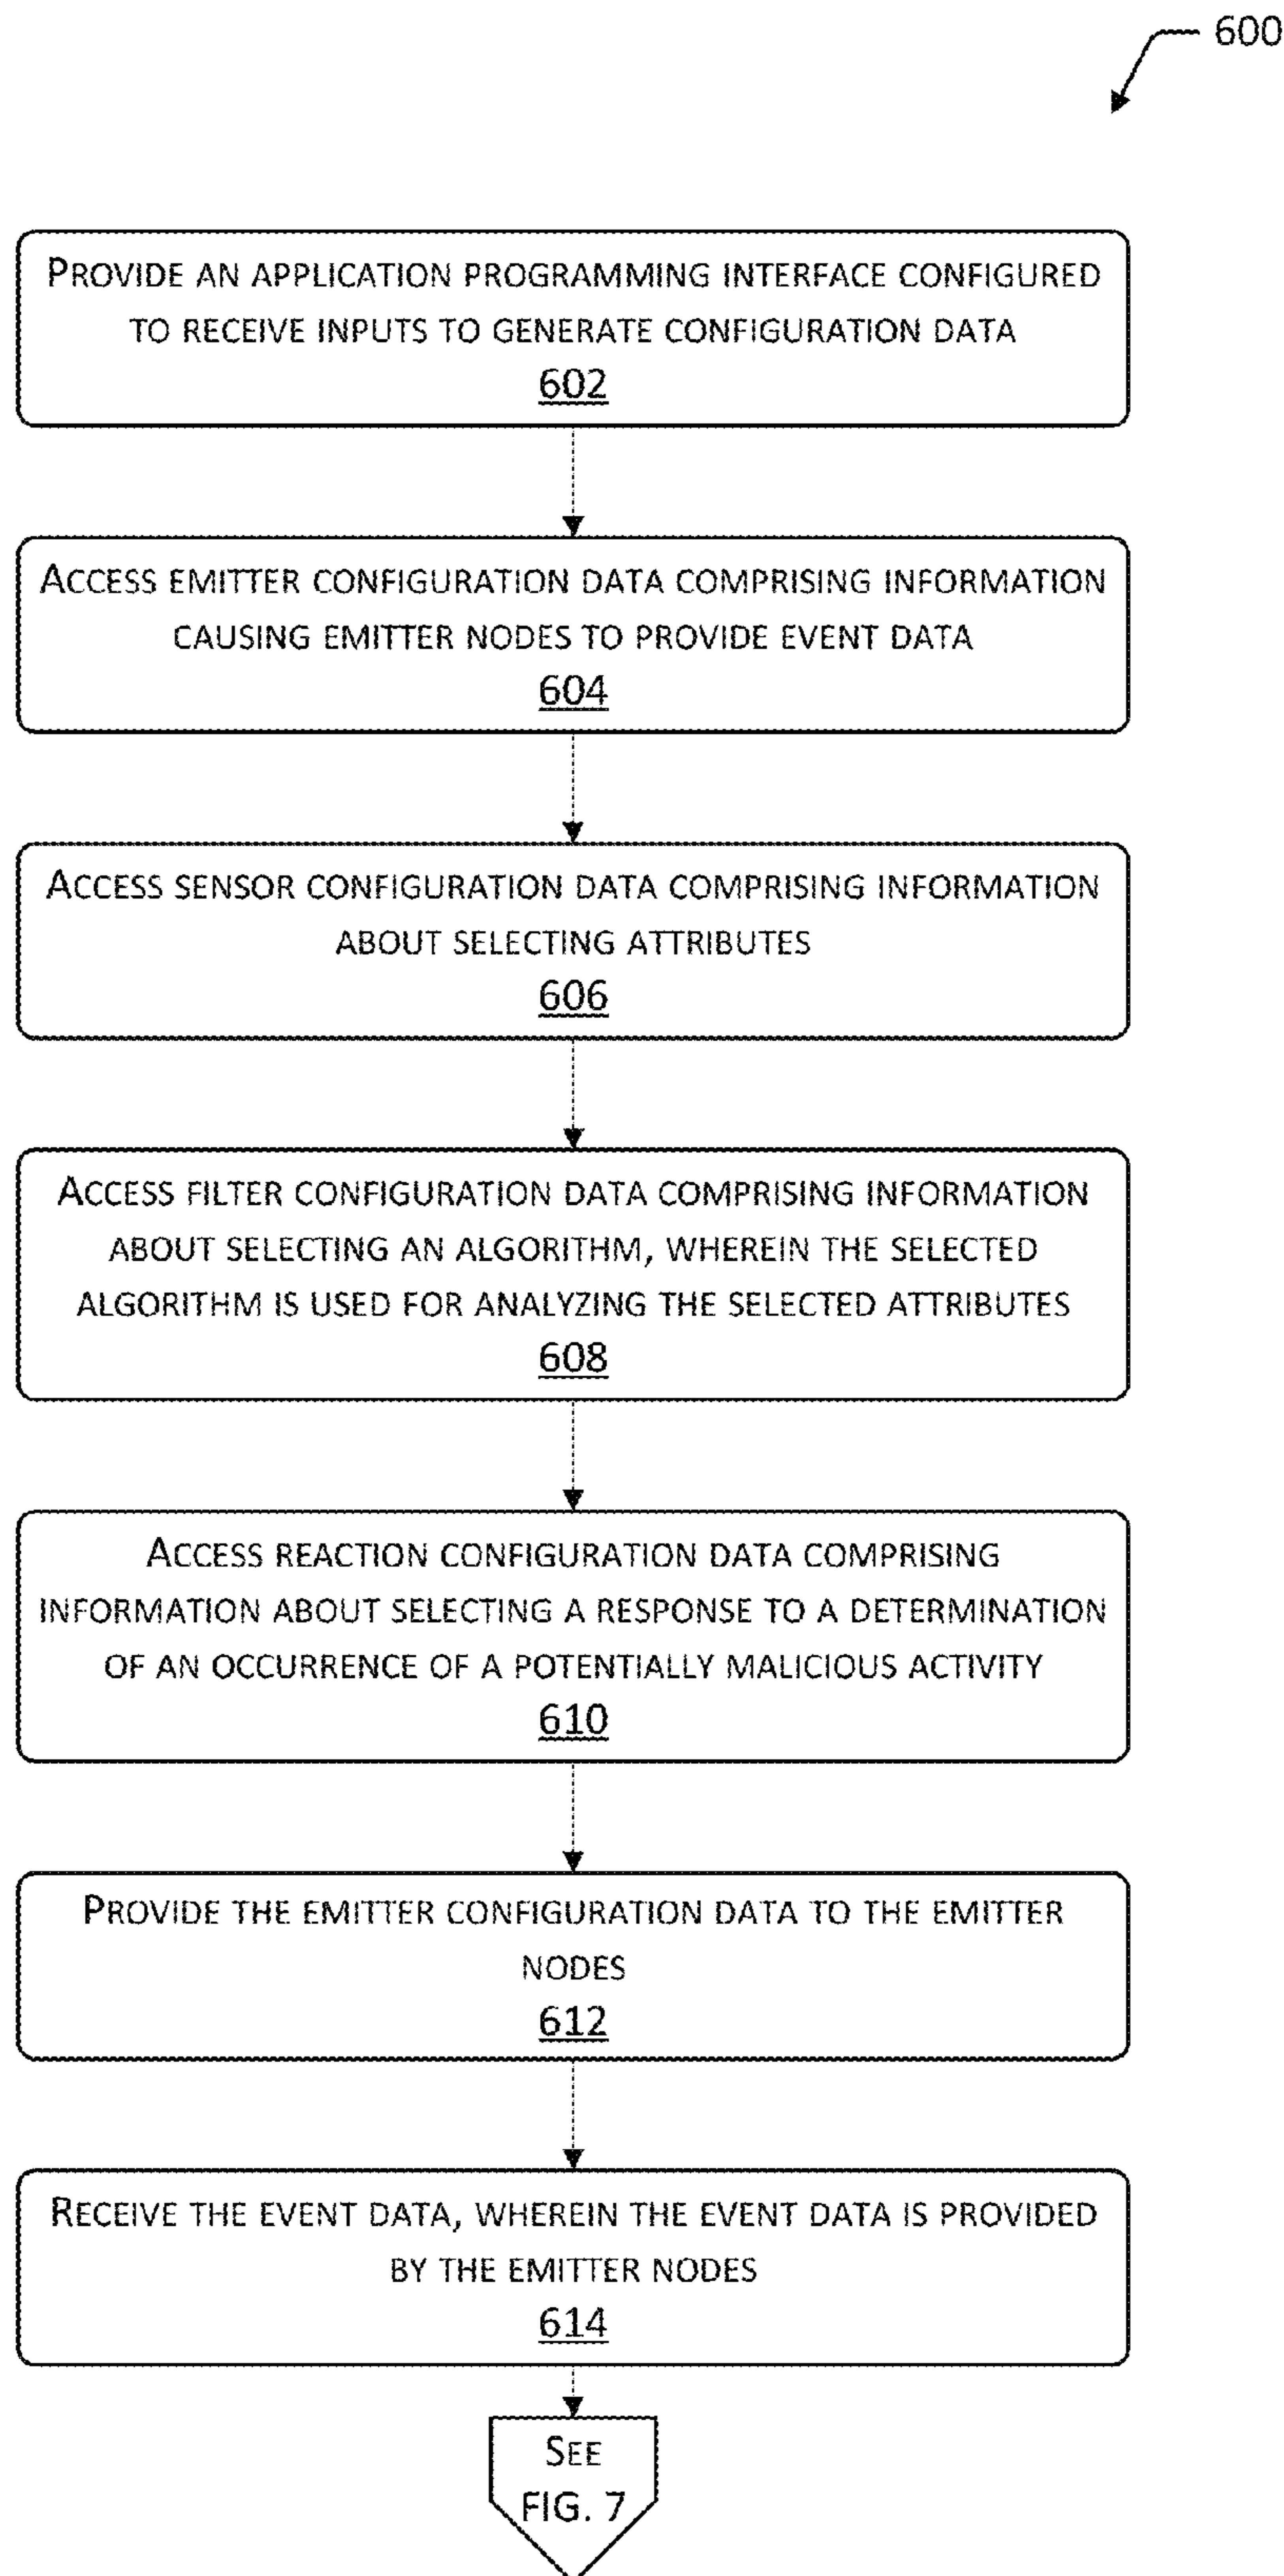 600
PROVIDE AN APPLICATION PROGRAMMING INTERFACE CONFIGURED
TO RECEIVE INPUTS TO GENERATE CONFIGURATION DATA
602
ACCESS EMITTER CONFIGURATION DATA COMPRISING INFORMATION
CAUSING EMITTER NODES TO PROVIDE EVENT DATA
604
ACCESS SENSOR CONFIGURATION DATA COMPRISING INFORMATION
ABOUT SELECTING ATTRIBUTES
606
ACCESS FILTER CONFIGURATION DATA COMPRISING INFORMATION
ABOUT SELECTING AN ALGORITHM, WHEREIN THE SELECTED
ALGORITHM IS USED FOR ANALYZING THE SELECTED ATTRIBUTES
608
ACCESS REACTION CONFIGURATION DATA COMPRISING
INFORMATION ABOUT SELECTING A RESPONSE TO A DETERMINATION
OF AN OCCURRENCE OF A POTENTIALLY MALICIOUS ACTIVITY
610
PROVIDE THE EMITTER CONFIGURATION DATA TO THE EMITTER
NODES
612
RECEIVE THE EVENT DATA, WHEREIN THE EVENT DATA IS PROVIDED
BY THE EMITTER NODES
614
SEE
FIG. 7